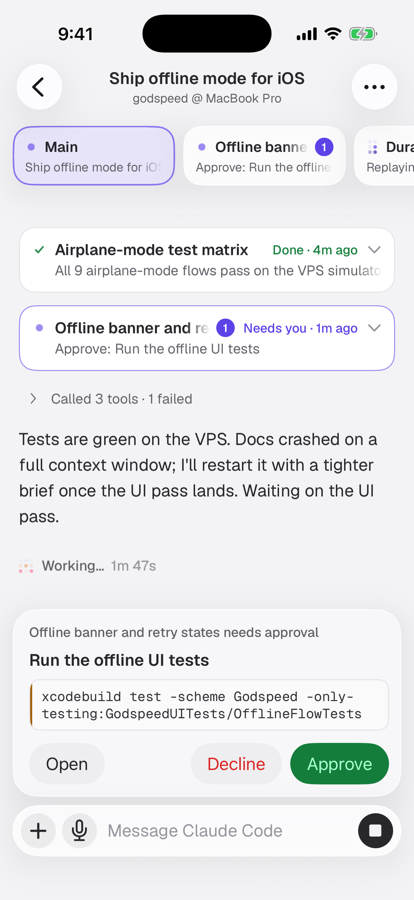 9:41
Ship offline mode for iOS
godspeed @ MacBook Pro
Main
Ship offline mode for iOS
Offline banne 1
Approve: Run the offline
Dura
Replayin
Airplane-mode test matrix Done · 4m ago
All 9 airplane-mode flows pass on the VPS simulato
Offline banner and re 1 Needs you · 1m ago
Approve: Run the offline UI tests
Called 3 tools · 1 failed
Tests are green on the VPS. Docs crashed on a
full context window; I'll restart it with a tighter
brief once the UI pass lands. Waiting on the UI
pass.
Working... 1m 47s
Offline banner and retry states needs approval
Run the offline UI tests
xcodebuild test -scheme Godspeed -only-
testing:GodspeedUITests/OfflineFlowTests
Open
Decline
Approve
Message Claude Code